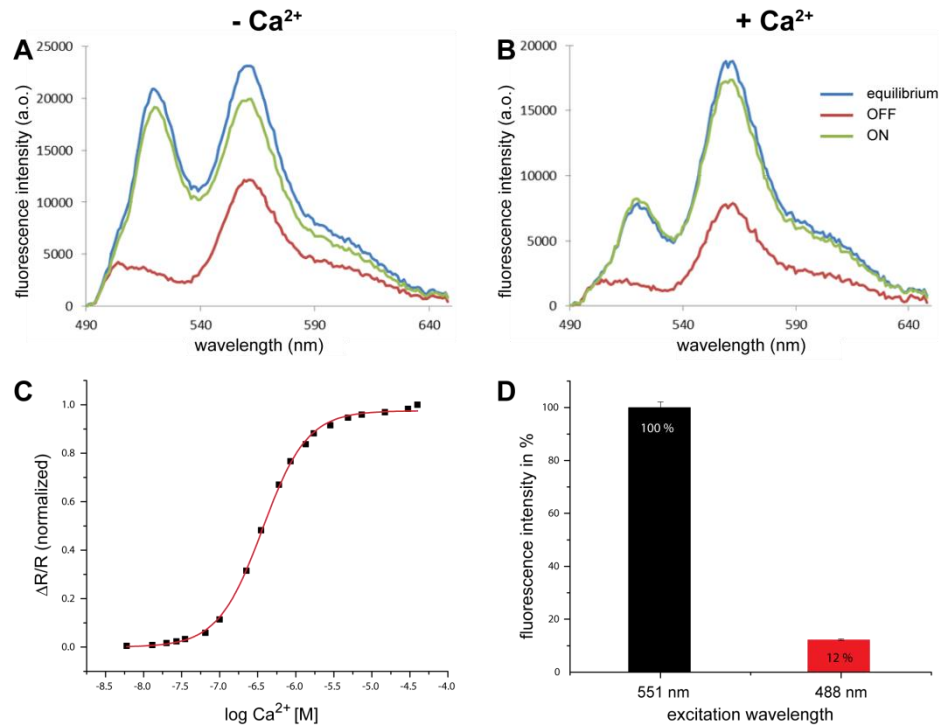 - Ca²⁺
+ Ca²⁺
A
25000
20000
15000
10000
5000
0
fluorescence intensity (a.o.)
490
540
590
640
wavelength (nm)
B
20000
15000
10000
5000
0
fluorescence intensity (a.o.)
equilibrium
OFF
ON
490
540
590
640
wavelength (nm)
C
1.0
0.8
0.6
0.4
0.2
0.0
ΔR/R (normalized)
-8.5
-8.0
-7.5
-7.0
-6.5
-6.0
-5.5
-5.0
-4.5
-4.0
log Ca²⁺ [M]
D
100
80
60
40
20
0
fluorescence intensity in %
100 %
12 %
551 nm
488 nm
excitation wavelength